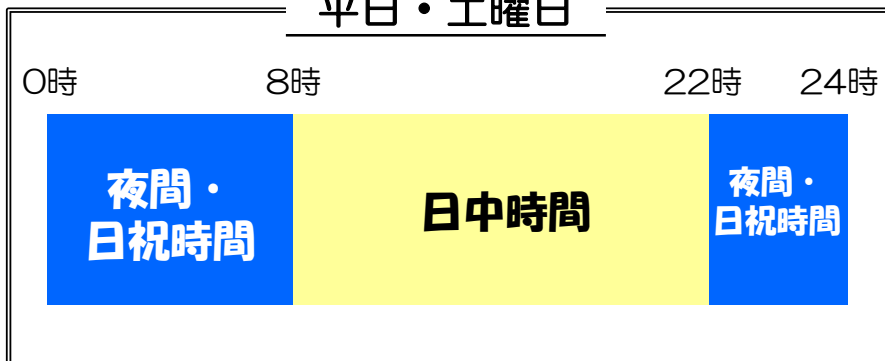 平日・土曜日
0時
8時
22時
24時
夜間・
日祝時間
日中時間
夜間・
日祝時間